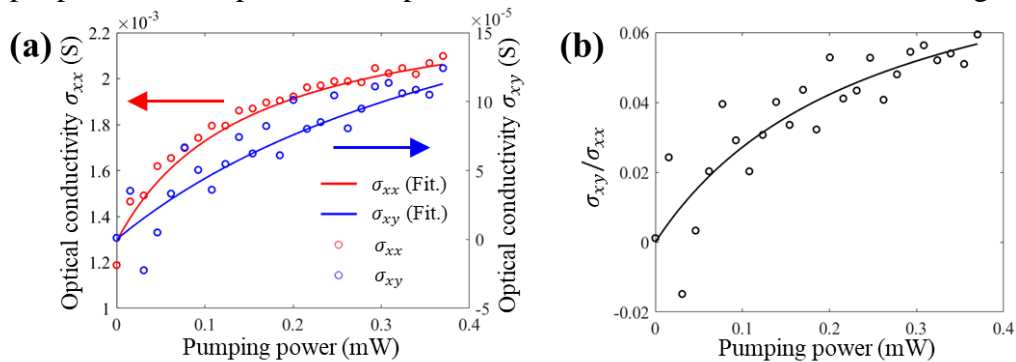 (a)
×10⁻³
2.2
2
1.8
1.6
1.4
1.2
1
Optical conductivity σxx (S)
×10⁻⁵
15
10
5
0
-5
Optical conductivity σxy (S)
σxx (Fit.)
σxy (Fit.)
σxx
σxy
0
0.1
0.2
0.3
0.4
Pumping power (mW)
(b)
0.06
0.04
0.02
0
-0.02
σxy/σxx
0
0.1
0.2
0.3
0.4
Pumping power (mW)